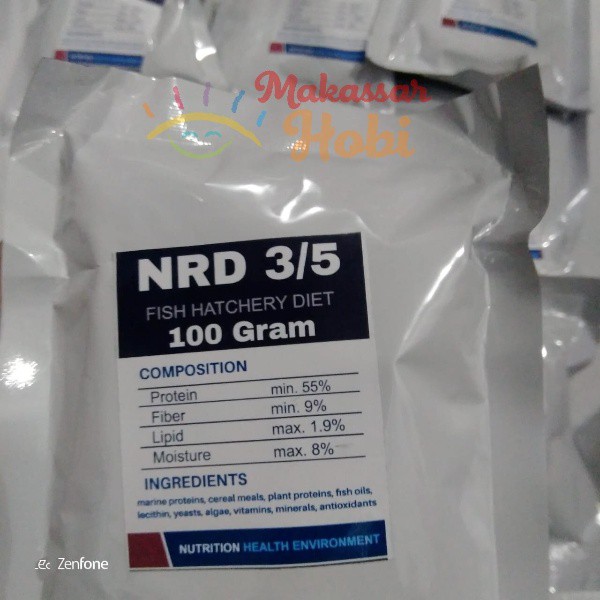 Makassar
Hobi
NRD 3/5
FISH HATCHERY DIET
100 Gram
COMPOSITION
Protein min. 55%
Fiber min. 9%
Lipid max. 1.9%
Moisture max. 8%
INGREDIENTS
marine proteins, cereal meals, plant proteins, fish oils,
lecithin, yeasts, algae, vitamins, minerals, antioxidants
NUTRITION HEALTH ENVIRONMENT
Zenfone